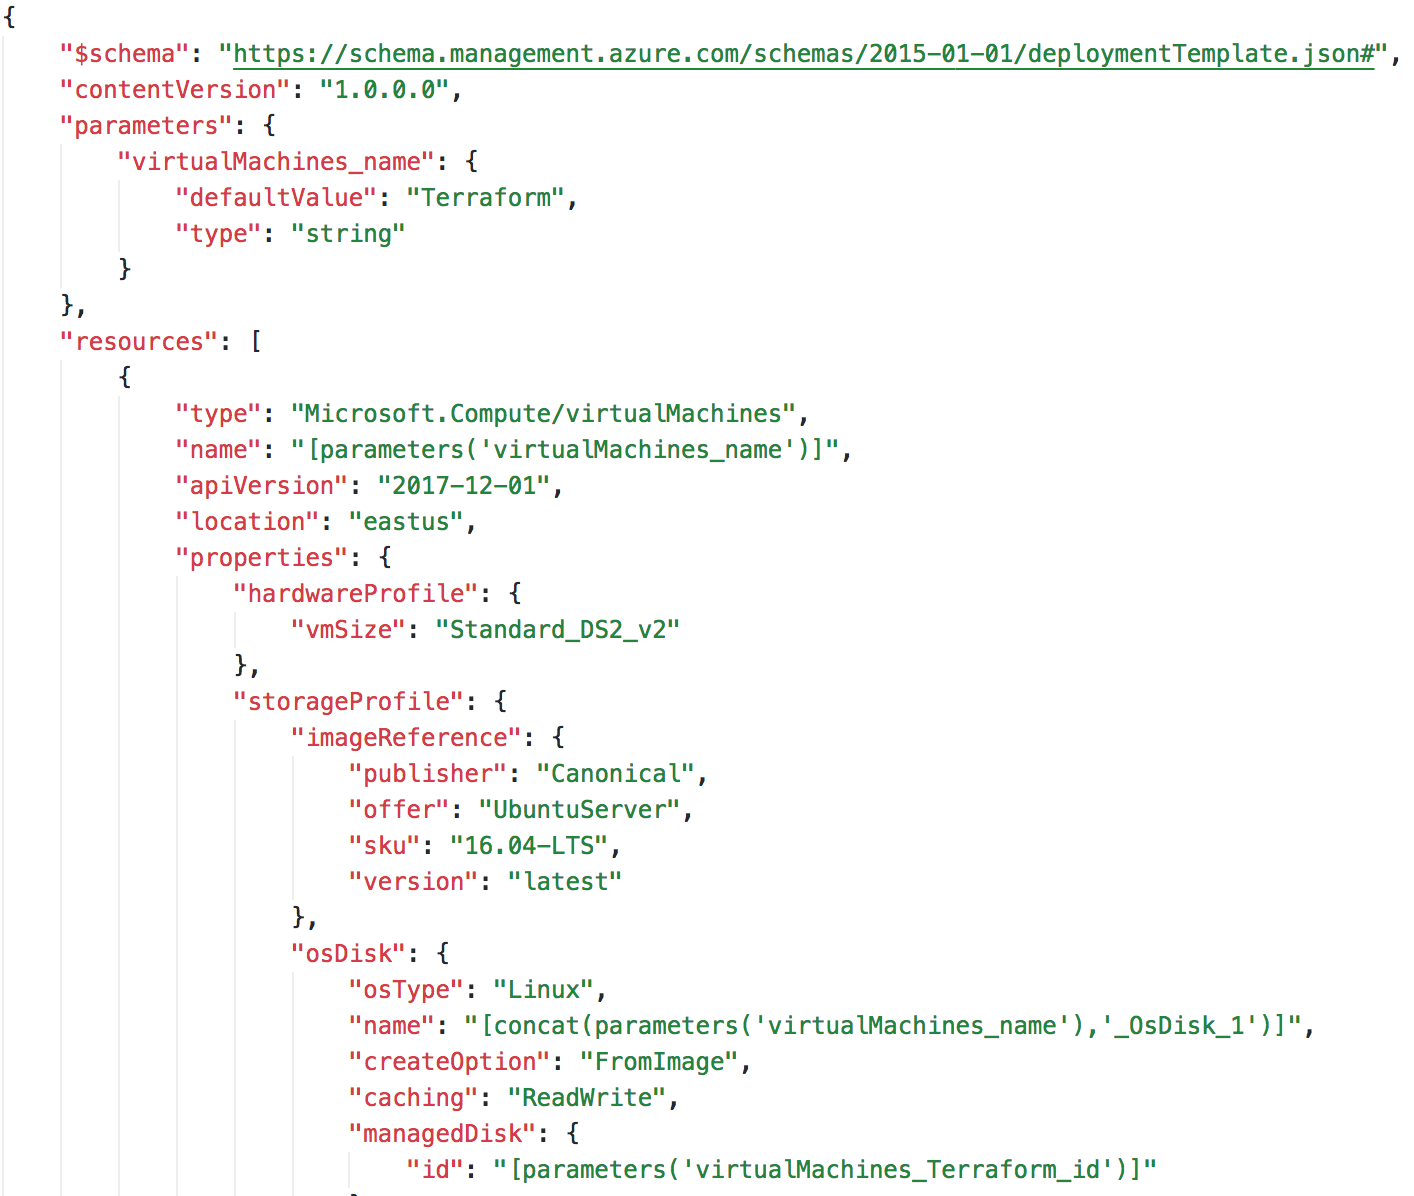 {
    "$schema": "https://schema.management.azure.com/schemas/2015-01-01/deploymentTemplate.json#",
    "contentVersion": "1.0.0.0",
    "parameters": {
        "virtualMachines_name": {
            "defaultValue": "Terraform",
            "type": "string"
        }
    },
    "resources": [
        {
            "type": "Microsoft.Compute/virtualMachines",
            "name": "[parameters('virtualMachines_name')]",
            "apiVersion": "2017-12-01",
            "location": "eastus",
            "properties": {
                "hardwareProfile": {
                    "vmSize": "Standard_DS2_v2"
                },
                "storageProfile": {
                    "imageReference": {
                        "publisher": "Canonical",
                        "offer": "UbuntuServer",
                        "sku": "16.04-LTS",
                        "version": "latest"
                    },
                    "osDisk": {
                        "osType": "Linux",
                        "name": "[concat(parameters('virtualMachines_name'),'_OsDisk_1')]",
                        "createOption": "FromImage",
                        "caching": "ReadWrite",
                        "managedDisk": {
                            "id": "[parameters('virtualMachines_Terraform_id')]"